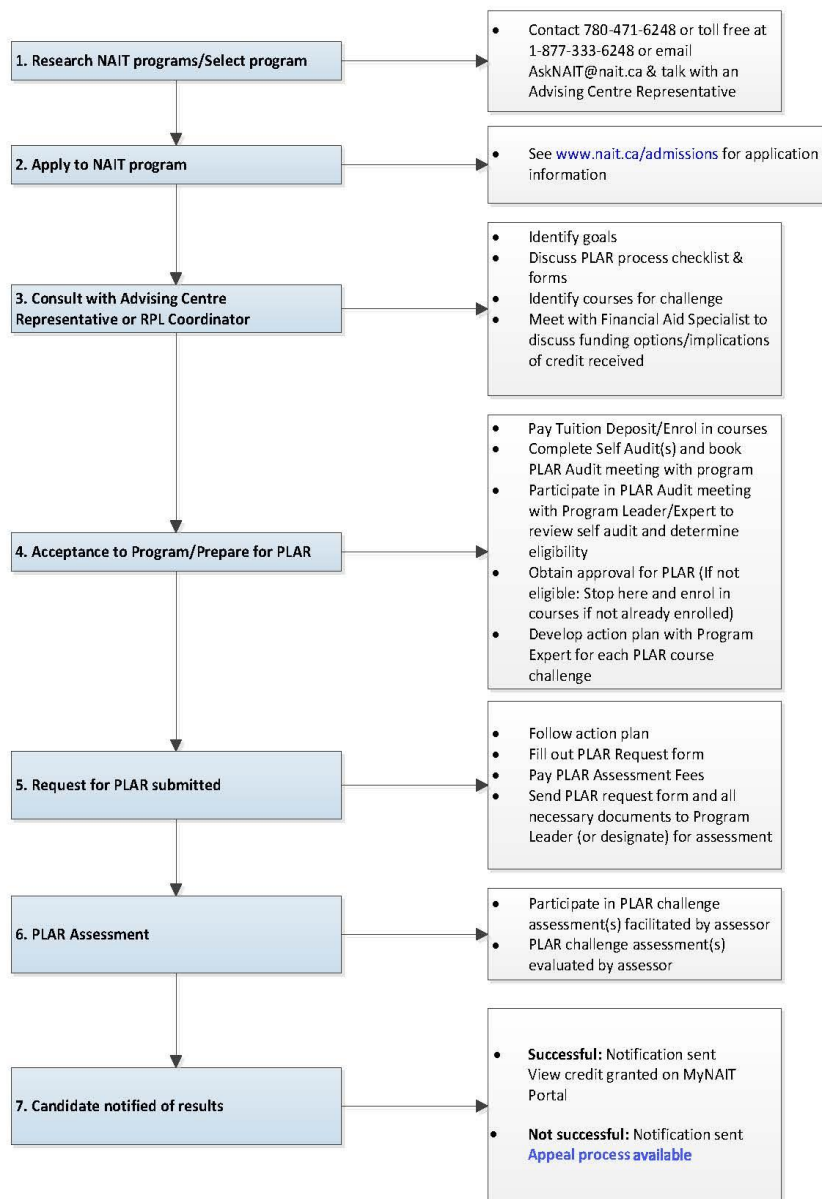 1. Research NAIT programs/Select program
• Contact 780-471-6248 or toll free at
1-877-333-6248 or email
AskNAIT@nait.ca & talk with an
Advising Centre Representative
2. Apply to NAIT program
• See www.nait.ca/admissions for application
information
3. Consult with Advising Centre
Representative or RPL Coordinator
• Identify goals
• Discuss PLAR process checklist &
forms
• Identify courses for challenge
• Meet with Financial Aid Specialist to
discuss funding options/implications
of credit received
4. Acceptance to Program/Prepare for PLAR
• Pay Tuition Deposit/Enrol in courses
• Complete Self Audit(s) and book
PLAR Audit meeting with program
• Participate in PLAR Audit meeting
with Program Leader/Expert to
review self audit and determine
eligibility
• Obtain approval for PLAR (If not
eligible: Stop here and enrol in
courses if not already enrolled)
• Develop action plan with Program
Expert for each PLAR course
challenge
5. Request for PLAR submitted
• Follow action plan
• Fill out PLAR Request form
• Pay PLAR Assessment Fees
• Send PLAR request form and all
necessary documents to Program
Leader (or designate) for assessment
6. PLAR Assessment
• Participate in PLAR challenge
assessment(s) facilitated by assessor
• PLAR challenge assessment(s)
evaluated by assessor
7. Candidate notified of results
• Successful: Notification sent
View credit granted on MyNAIT
Portal
• Not successful: Notification sent
Appeal process available